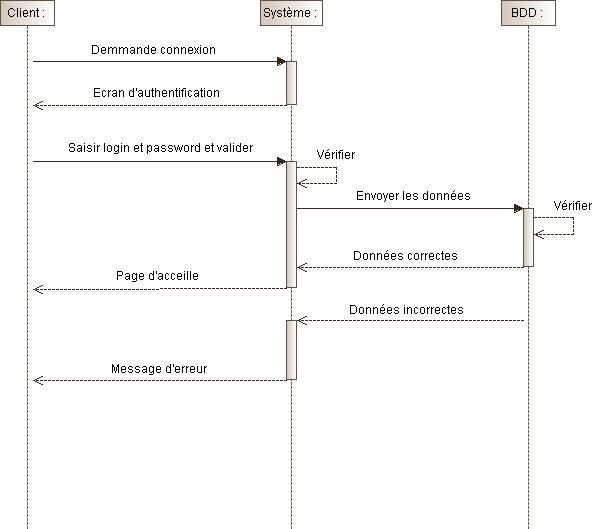 Client :
Système :
BDD :
Demmande connexion
Ecran d'authentification
Saisir login et password et valider
Vérifier
Envoyer les données
Vérifier
Données correctes
Page d'acceille
Données incorrectes
Message d'erreur